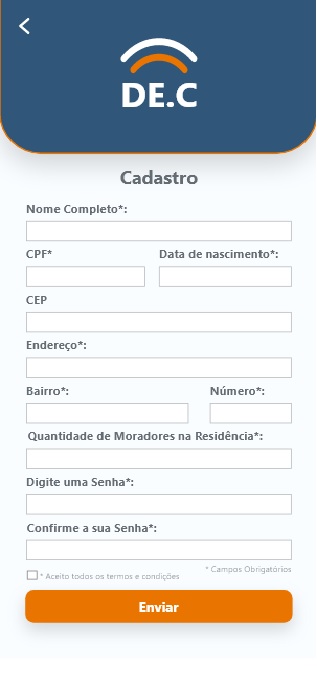 DE.C
Cadastro
Nome Completo*:
CPF* Data de nascimento*:
CEP
Endereço*:
Bairro*: Número*:
Quantidade de Moradores na Residência*:
Digite uma Senha*:
Confirme a sua Senha*:
* Campos Obrigatórios
* Aceito todos os termos e condições
Enviar